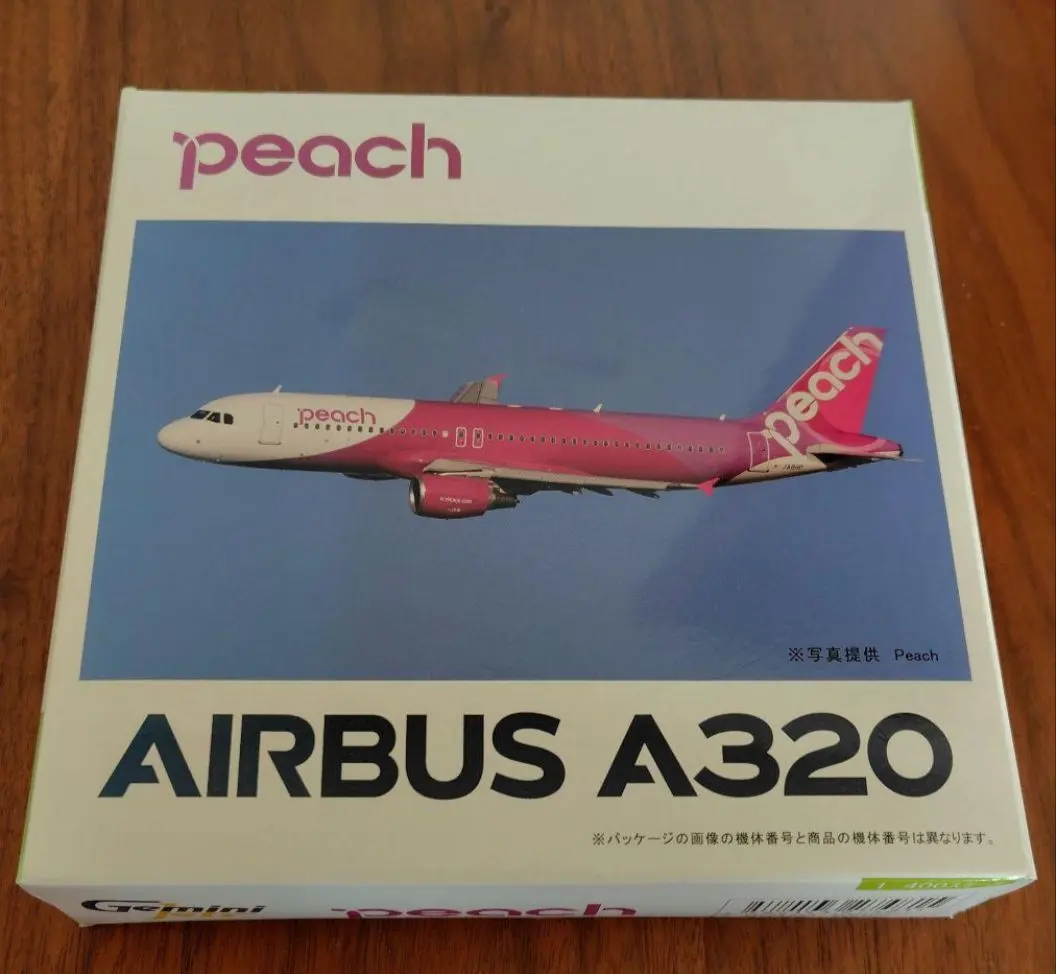 peach
peach
peach
※写真提供 Peach
AIRBUS A320
※パッケージの画像の機体番号と商品の機体番号は異なります。
Gemini
peach